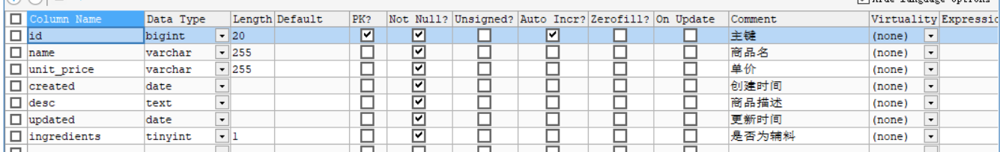 Hide language options
Column Name Data Type Length Default PK? Not Null? Unsigned? Auto Incr? Zerofill? On Update Comment Virtuality Expressio
id bigint 20 主键 (none)
name varchar 255 商品名 (none)
unit_price varchar 255 单价 (none)
created date 创建时间 (none)
desc text 商品描述 (none)
updated date 更新时间 (none)
ingredients tinyint 1 是否为辅料 (none)